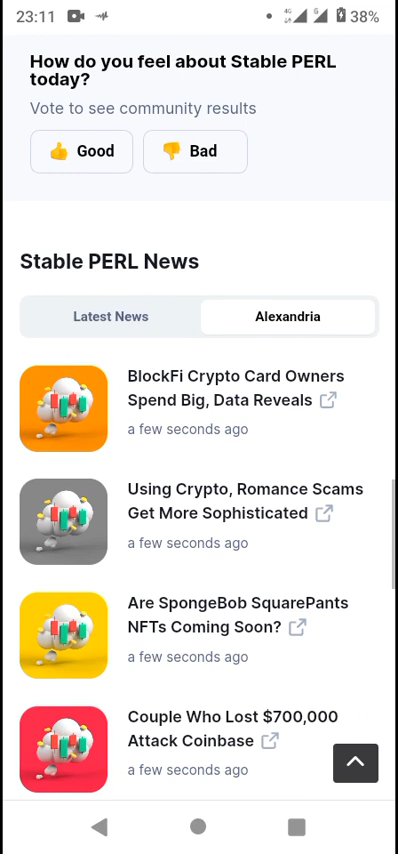 23:11
4G
G
38%
How do you feel about Stable PERL
today?
Vote to see community results
Good
Bad
Stable PERL News
Latest News
Alexandria
BlockFi Crypto Card Owners
Spend Big, Data Reveals
a few seconds ago
Using Crypto, Romance Scams
Get More Sophisticated
a few seconds ago
Are SpongeBob SquarePants
NFTs Coming Soon?
a few seconds ago
Couple Who Lost $700,000
Attack Coinbase
a few seconds ago